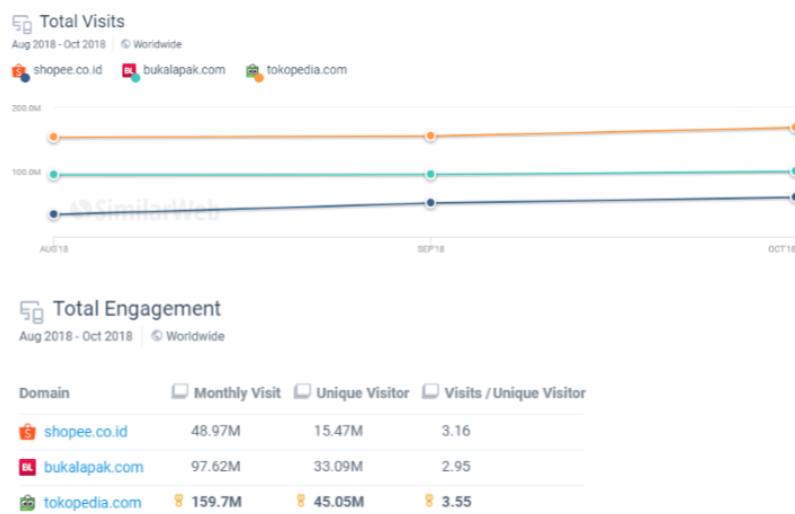 Total Visits
Aug 2018 - Oct 2018 Worldwide
shopee.co.id bukalapak.com tokopedia.com
200.0M
100.0M
SimilarWeb
AUG'18 SEP'18 OCT'18
Total Engagement
Aug 2018 - Oct 2018 Worldwide
Domain Monthly Visit Unique Visitor Visits / Unique Visitor
shopee.co.id 48.97M 15.47M 3.16
BL bukalapak.com 97.62M 33.09M 2.95
tokopedia.com 159.7M 45.05M 3.55